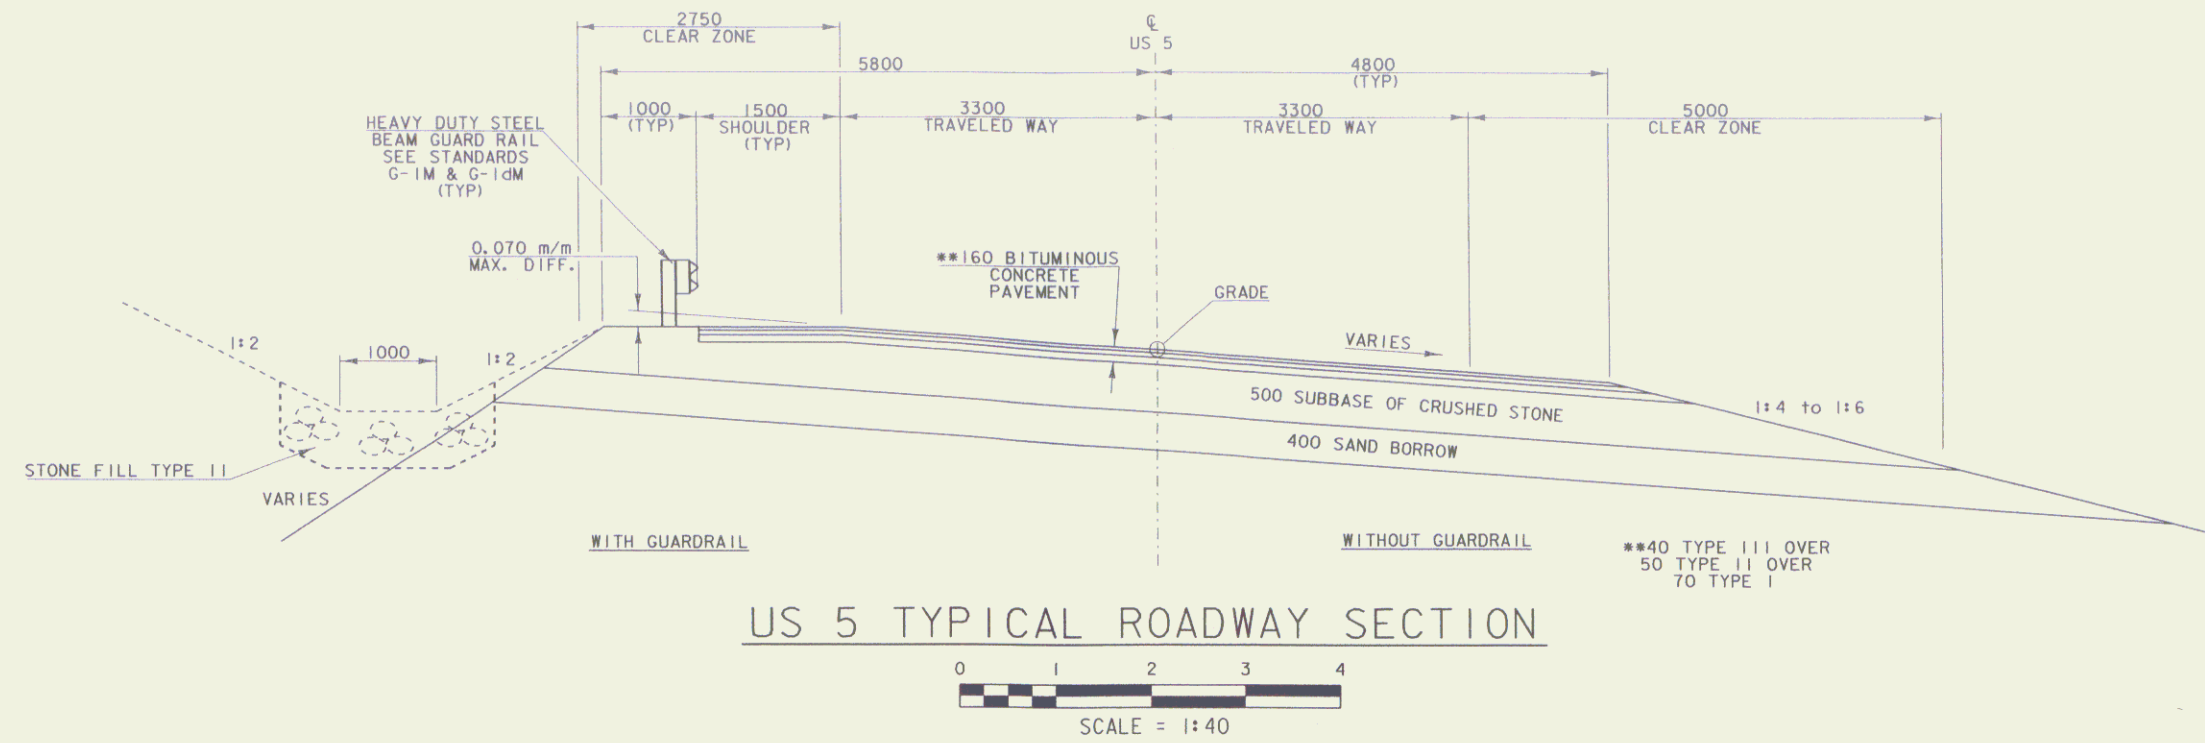 2750
CLEAR ZONE
℄
US 5
5800
4800
(TYP)
1000
(TYP)
1500
SHOULDER
(TYP)
3300
TRAVELED WAY
3300
TRAVELED WAY
5000
CLEAR ZONE
HEAVY DUTY STEEL
BEAM GUARD RAIL
SEE STANDARDS
G-1M & G-1dM
(TYP)
0.070 m/m
MAX. DIFF.
**160 BITUMINOUS
CONCRETE
PAVEMENT
GRADE
VARIES
1:2
1000
1:2
500 SUBBASE OF CRUSHED STONE
1:4 to 1:6
400 SAND BORROW
STONE FILL TYPE II
VARIES
WITH GUARDRAIL
WITHOUT GUARDRAIL
**40 TYPE III OVER
50 TYPE II OVER
70 TYPE I
US 5 TYPICAL ROADWAY SECTION
0 1 2 3 4
SCALE = 1:40